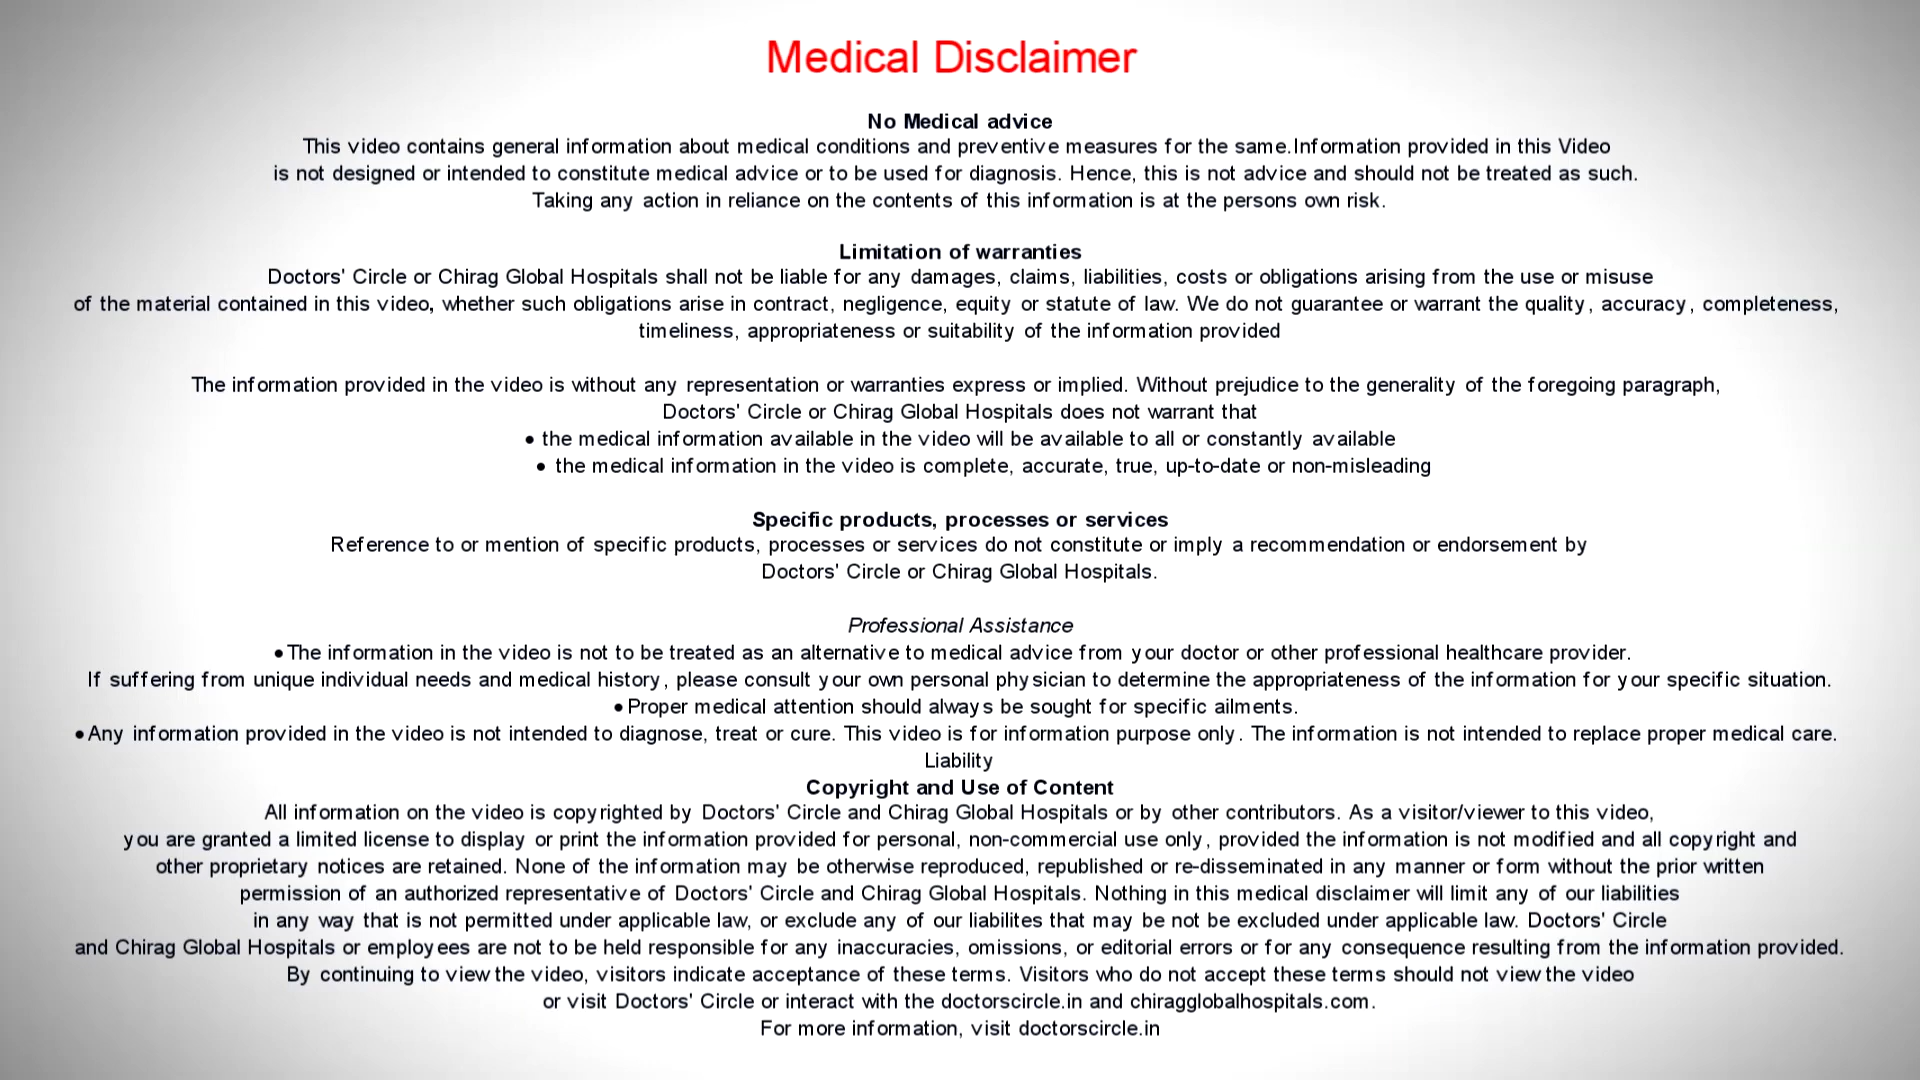 Medical Disclaimer
No Medical advice
This video contains general information about medical conditions and preventive measures for the same.Information provided in this Video
is not designed or intended to constitute medical advice or to be used for diagnosis. Hence, this is not advice and should not be treated as such.
Taking any action in reliance on the contents of this information is at the persons own risk.
Limitation of warranties
Doctors' Circle or Chirag Global Hospitals shall not be liable for any damages, claims, liabilities, costs or obligations arising from the use or misuse
of the material contained in this video, whether such obligations arise in contract, negligence, equity or statute of law. We do not guarantee or warrant the quality, accuracy, completeness,
timeliness, appropriateness or suitability of the information provided
The information provided in the video is without any representation or warranties express or implied. Without prejudice to the generality of the foregoing paragraph,
Doctors' Circle or Chirag Global Hospitals does not warrant that
• the medical information available in the video will be available to all or constantly available
• the medical information in the video is complete, accurate, true, up-to-date or non-misleading
Specific products, processes or services
Reference to or mention of specific products, processes or services do not constitute or imply a recommendation or endorsement by
Doctors' Circle or Chirag Global Hospitals.
Professional Assistance
•The information in the video is not to be treated as an alternative to medical advice from your doctor or other professional healthcare provider.
If suffering from unique individual needs and medical history, please consult your own personal physician to determine the appropriateness of the information for your specific situation.
•Proper medical attention should always be sought for specific ailments.
•Any information provided in the video is not intended to diagnose, treat or cure. This video is for information purpose only. The information is not intended to replace proper medical care.
Liability
Copyright and Use of Content
All information on the video is copyrighted by Doctors' Circle and Chirag Global Hospitals or by other contributors. As a visitor/viewer to this video,
you are granted a limited license to display or print the information provided for personal, non-commercial use only, provided the information is not modified and all copyright and
other proprietary notices are retained. None of the information may be otherwise reproduced, republished or re-disseminated in any manner or form without the prior written
permission of an authorized representative of Doctors' Circle and Chirag Global Hospitals. Nothing in this medical disclaimer will limit any of our liabilities
in any way that is not permitted under applicable law, or exclude any of our liabilites that may be not be excluded under applicable law. Doctors' Circle
and Chirag Global Hospitals or employees are not to be held responsible for any inaccuracies, omissions, or editorial errors or for any consequence resulting from the information provided.
By continuing to view the video, visitors indicate acceptance of these terms. Visitors who do not accept these terms should not view the video
or visit Doctors' Circle or interact with the doctorscircle.in and chiragglobalhospitals.com.
For more information, visit doctorscircle.in